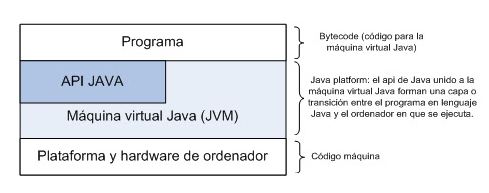 Programa
Bytecode (código para la
máquina virtual Java)
API JAVA
Máquina virtual Java (JVM)
Java platform: el api de Java unido a la
máquina virtual Java forman una capa o
transición entre el programa en lenguaje
Java y el ordenador en que se ejecuta.
Plataforma y hardware de ordenador
Código máquina